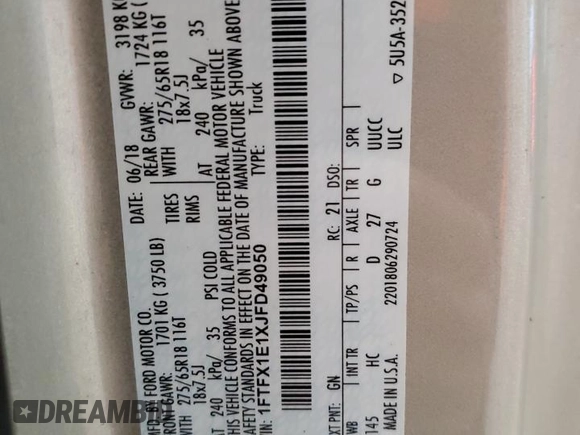 MFD. BY FORD MOTOR CO.
DATE: 06/18
GVWR: 3198 K
FRONT GAWR: 1701 KG ( 3750 LB)
REAR GAWR: 1724 KG (
WITH 275/65R18 116T TIRES WITH 275/65R18 116T
18x7.5J RIMS 18x7.5J
AT 240 kPa/ 35 PSI COLD AT 240 kPa/ 35
THIS VEHICLE CONFORMS TO ALL APPLICABLE FEDERAL MOTOR VEHICLE
SAFETY STANDARDS IN EFFECT ON THE DATE OF MANUFACTURE SHOWN ABOVE
VIN: 1FTFX1E1XJFD49050
TYPE: Truck
EXT PNT: GN RC: 21 DSO:
WB INT TR TP/PS R AXLE TR SPR
145 HC D 27 G UUCC
MADE IN U.S.A. 2201806290724 ULC
▽ 5U5A-352
DREAMBID